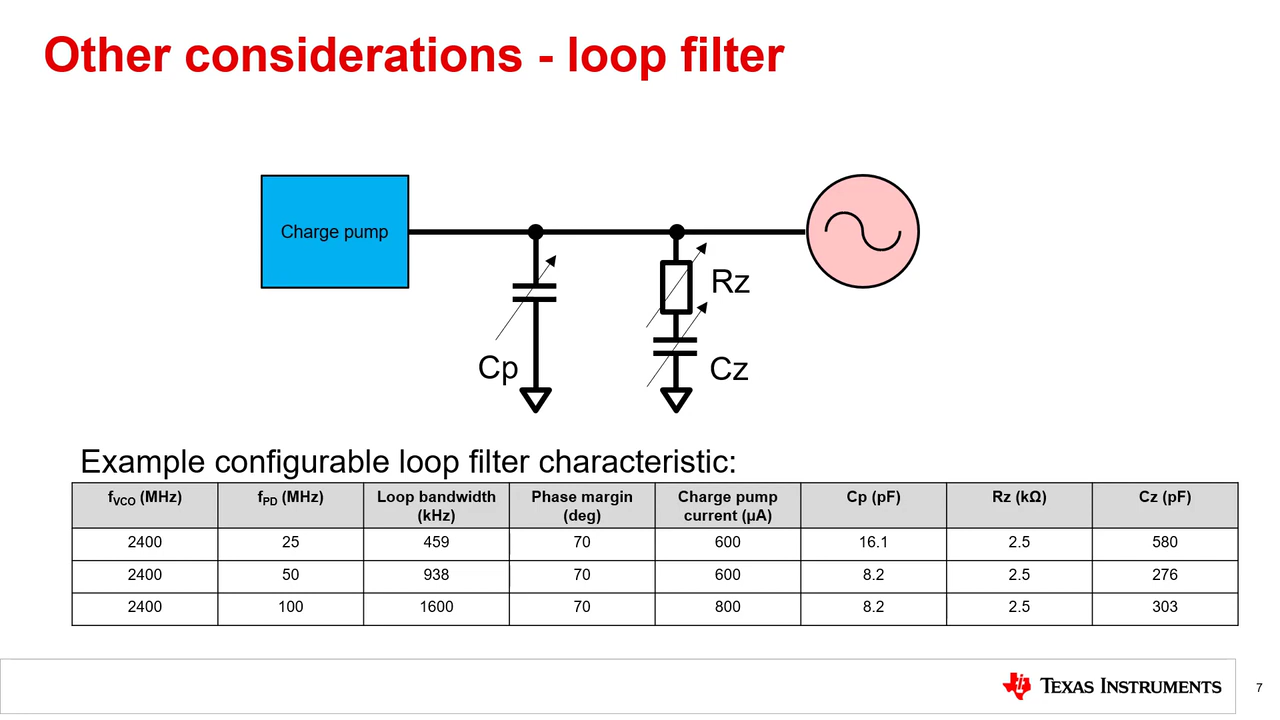 Other considerations - loop filter
Charge pump
Rz
Cp
Cz
Example configurable loop filter characteristic:
fVCO (MHz) fPD (MHz) Loop bandwidth (kHz) Phase margin (deg) Charge pump current (µA) Cp (pF) Rz (kΩ) Cz (pF)
2400 25 459 70 600 16.1 2.5 580
2400 50 938 70 600 8.2 2.5 276
2400 100 1600 70 800 8.2 2.5 303
TEXAS INSTRUMENTS
7